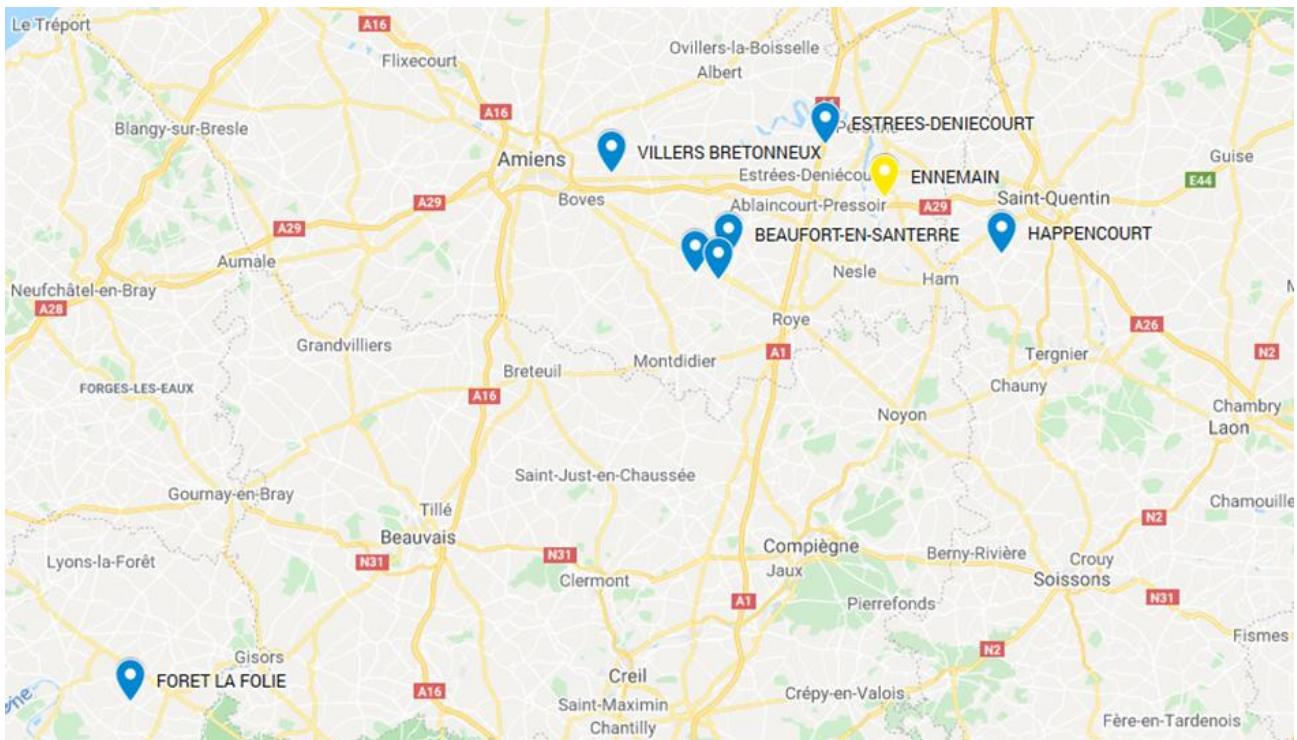 Le Tréport
A16
Ovillers-la-Boisselle
Flixecourt
Albert
A16
Blangy-sur-Bresle
ESTREES-DENIECOURT
Amiens
VILLERS BRETONNEUX
Guise
Estrées-Deniécou
ENNEMAIN
E44
Boves
A29
Ablaincourt-Pressoir
A29
Saint-Quentin
A29
BEAUFORT-EN-SANTERRE
HAPPENCOURT
Aumale
Nesle
Ham
Neufchâtel-en-Bray
A28
Roye
A26
Grandvilliers
Montdidier
A1
Tergnier
N2
Breteuil
FORGES-LES-EAUX
A16
Chauny
Noyon
Chambry
Laon
Saint-Just-en-Chaussée
Gournay-en-Bray
Tillé
Chamouille
Beauvais
N2
Compiègne
Lyons-la-Forêt
N31
N31
Clermont
Jaux
Berny-Rivière
Crouy
Soissons
A1
Pierrefonds
N31
Fismes
Gisors
N2
FORET LA FOLIE
Creil
A16
Crépy-en-Valois
Saint-Maximin
Chantilly
Fère-en-Tardenois